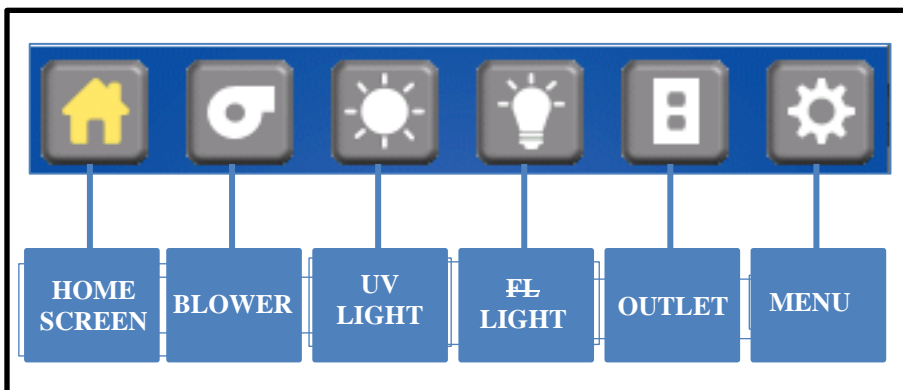 HOME
SCREEN
BLOWER
UV
LIGHT
FL
LIGHT
OUTLET
MENU